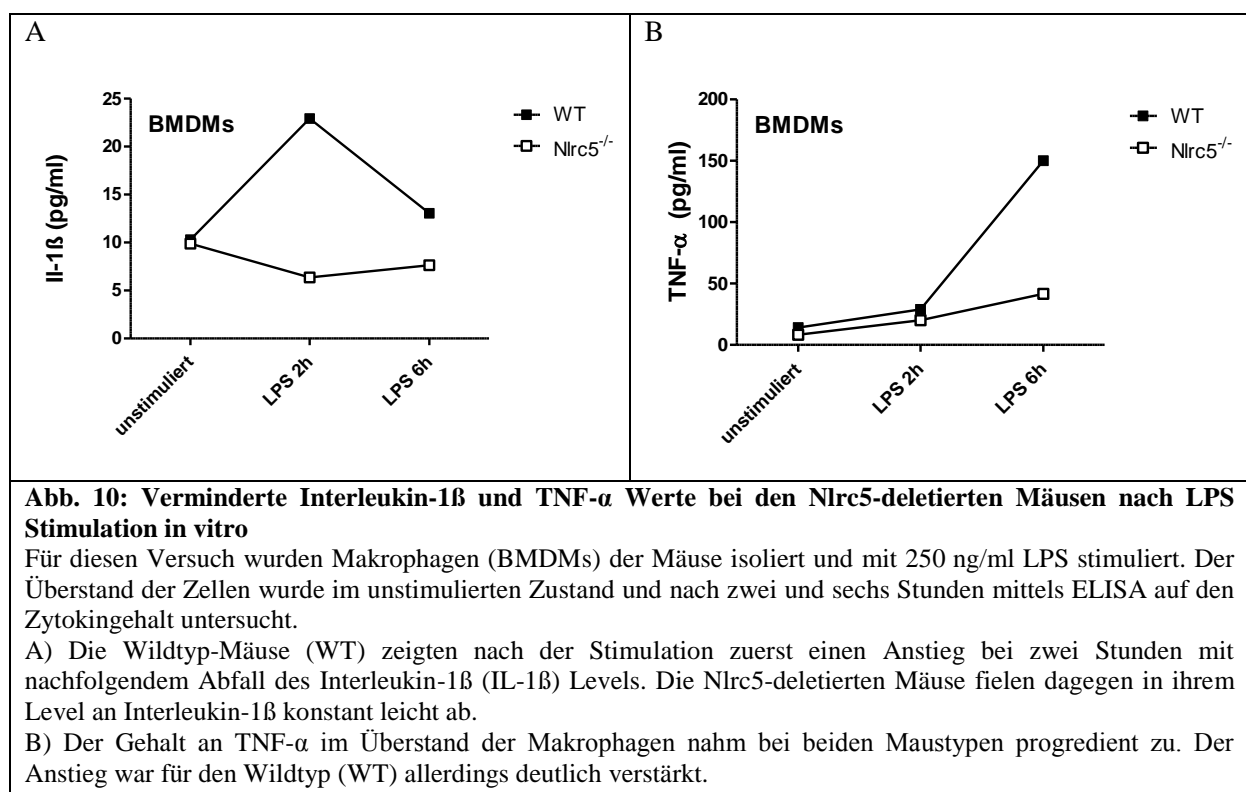 A
25
20
15
10
5
0
Il-1ß (pg/ml)
BMDMs
WT
Nlrc5-/-
unstimuliert
LPS 2h
LPS 6h
B
200
150
100
50
0
TNF-α (pg/ml)
BMDMs
WT
Nlrc5-/-
unstimuliert
LPS 2h
LPS 6h
Abb. 10: Verminderte Interleukin-1ß und TNF-α Werte bei den Nlrc5-deletierten Mäusen nach LPS
Stimulation in vitro
Für diesen Versuch wurden Makrophagen (BMDMs) der Mäuse isoliert und mit 250 ng/ml LPS stimuliert. Der
Überstand der Zellen wurde im unstimulierten Zustand und nach zwei und sechs Stunden mittels ELISA auf den
Zytokingehalt untersucht.
A) Die Wildtyp-Mäuse (WT) zeigten nach der Stimulation zuerst einen Anstieg bei zwei Stunden mit
nachfolgendem Abfall des Interleukin-1ß (IL-1ß) Levels. Die Nlrc5-deletierten Mäuse fielen dagegen in ihrem
Level an Interleukin-1ß konstant leicht ab.
B) Der Gehalt an TNF-α im Überstand der Makrophagen nahm bei beiden Maustypen progredient zu. Der
Anstieg war für den Wildtyp (WT) allerdings deutlich verstärkt.